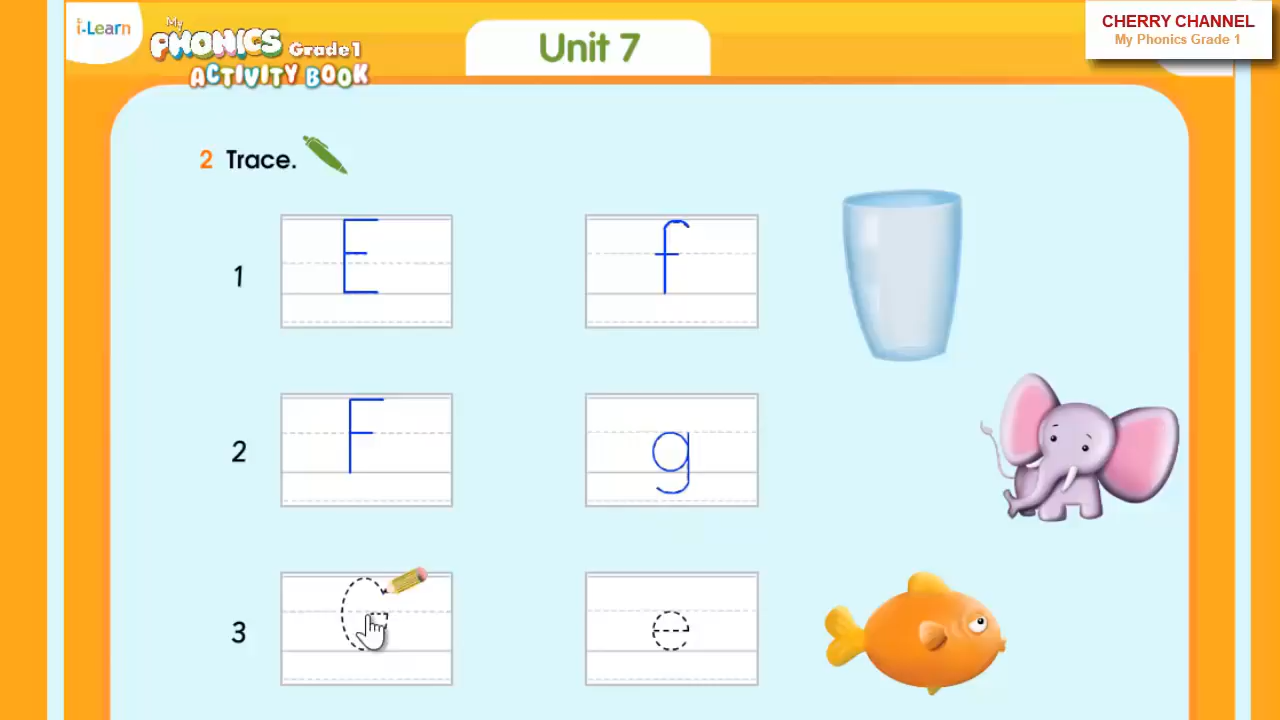 i-Learn
My
PHONICS Grade 1
ACTIVITY BOOK
Unit 7
CHERRY CHANNEL
My Phonics Grade 1
2 Trace.
1 E f
2 F g
3 G e